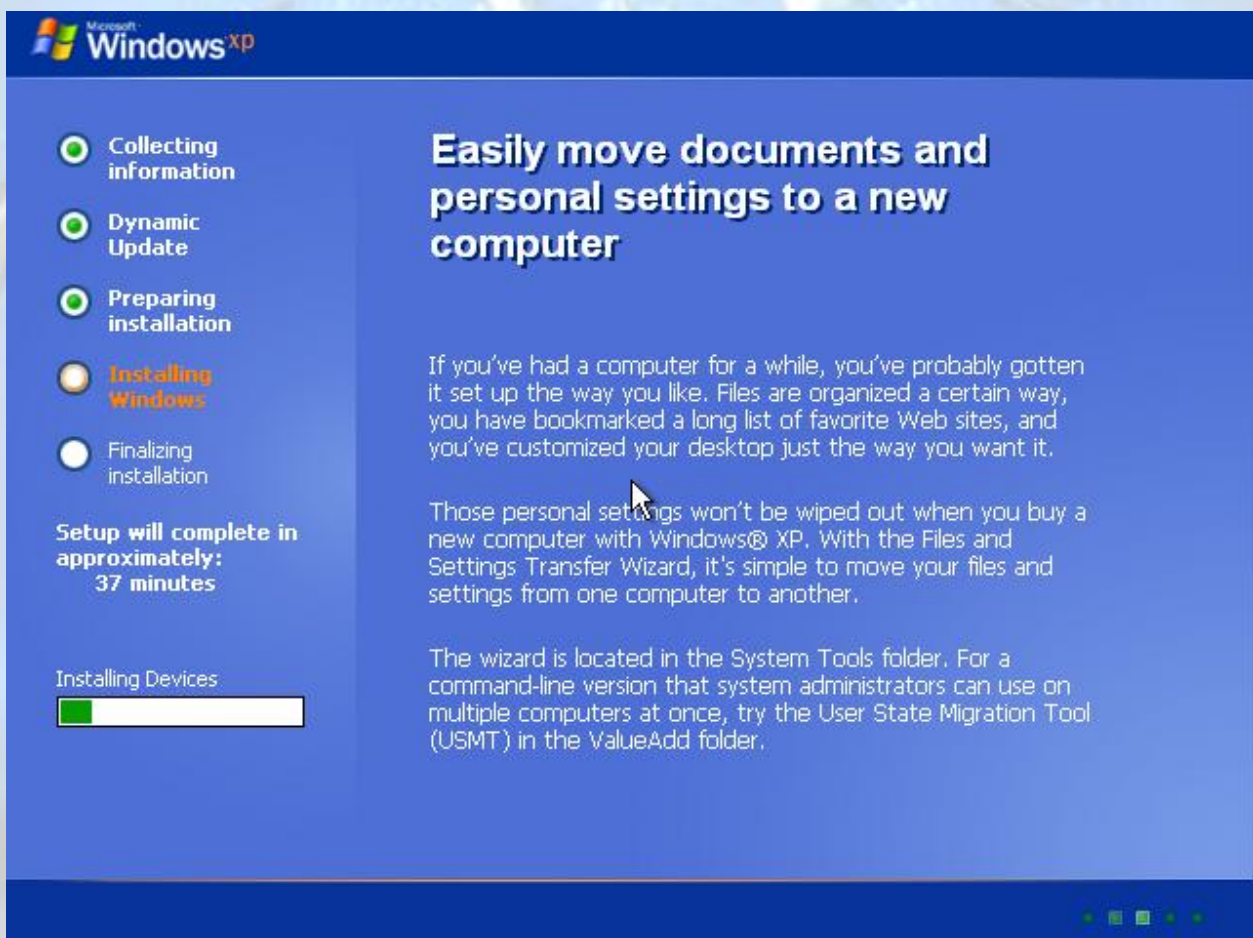 Microsoft
Windows xp
Collecting
information
Dynamic
Update
Preparing
installation
Installing
Windows
Finalizing
installation
Setup will complete in
approximately:
37 minutes
Installing Devices
Easily move documents and
personal settings to a new
computer
If you've had a computer for a while, you've probably gotten
it set up the way you like. Files are organized a certain way,
you have bookmarked a long list of favorite Web sites, and
you've customized your desktop just the way you want it.
Those personal settings won't be wiped out when you buy a
new computer with Windows® XP. With the Files and
Settings Transfer Wizard, it's simple to move your files and
settings from one computer to another.
The wizard is located in the System Tools folder. For a
command-line version that system administrators can use on
multiple computers at once, try the User State Migration Tool
(USMT) in the ValueAdd folder.